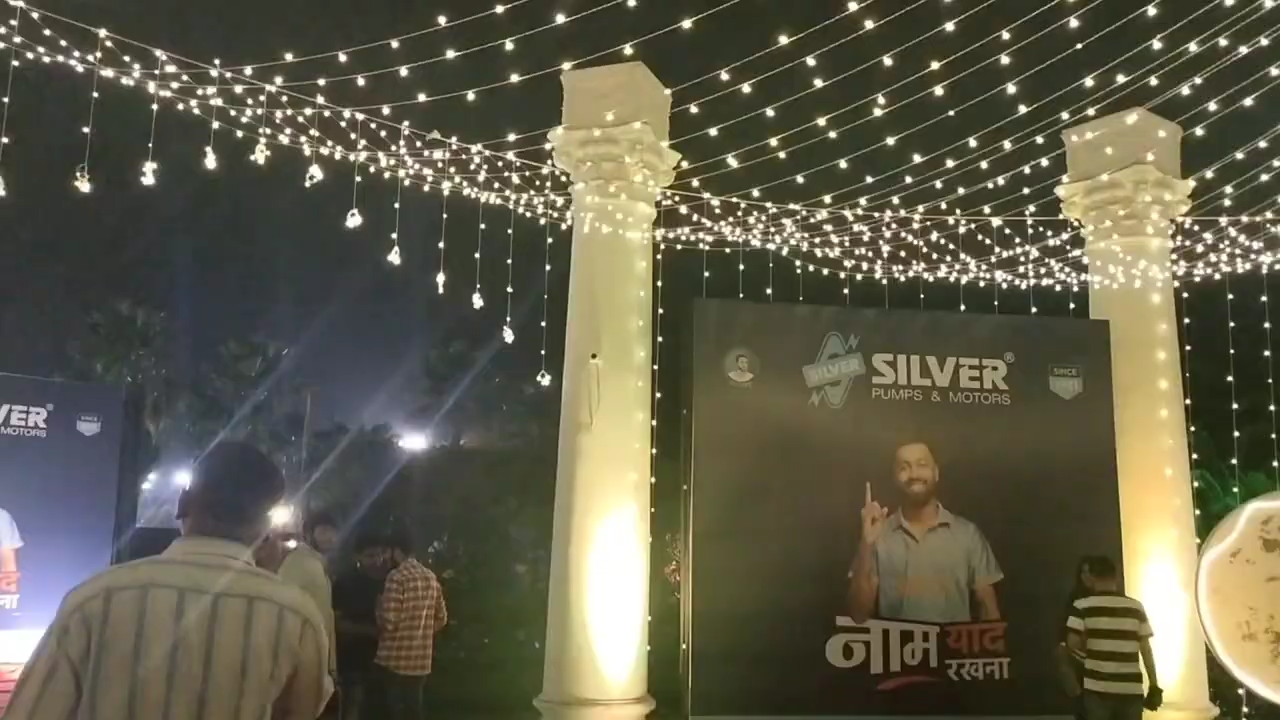 VER®
MOTORS
SINCE
SILVER
SILVER®
PUMPS & MOTORS
SINCE
नाम याद
रखना